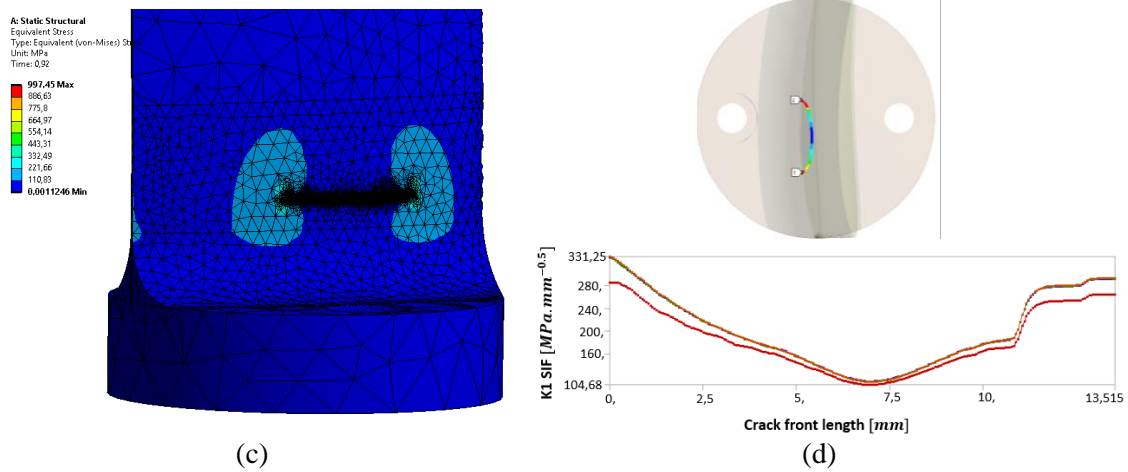 A: Static Structural
Equivalent Stress
Type: Equivalent (von-Mises) Stress
Unit: MPa
Time: 0,92
997,45 Max
886,63
775,8
664,97
554,14
443,31
332,49
221,66
110,83
0,0011246 Min
(c)
K1 SIF [MPa.mm⁻⁰·⁵]
331,25
280,
240,
200,
160,
104,68
0,
2,5
5,
7,5
10,
13,515
Crack front length [mm]
(d)